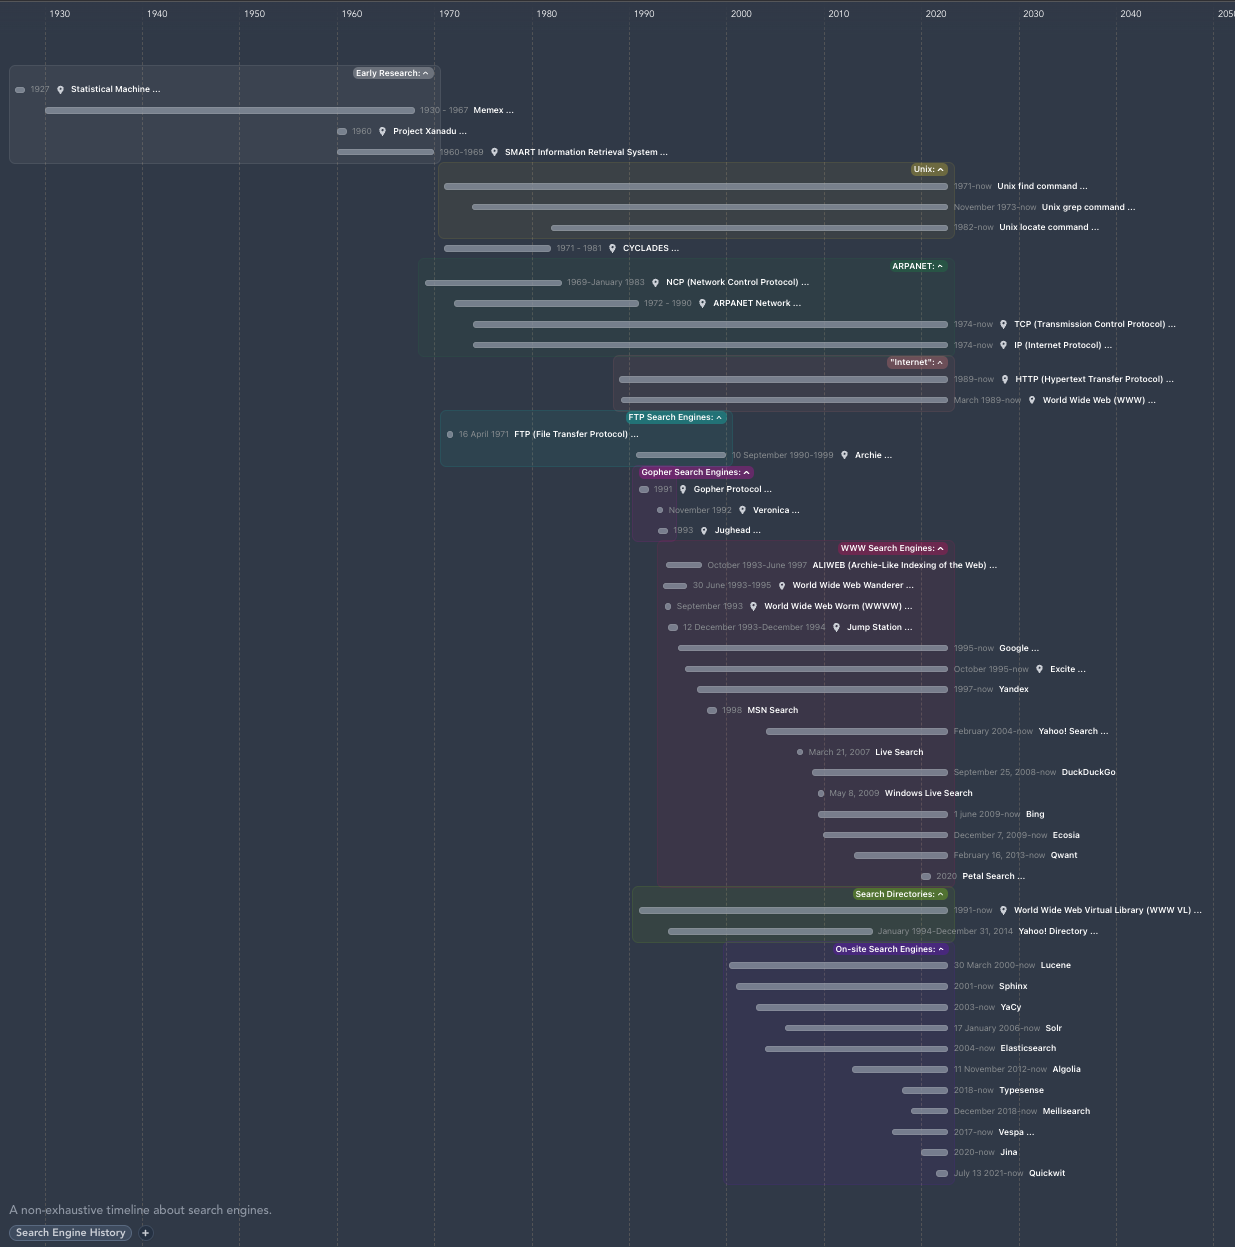 1930 1940 1950 1960 1970 1980 1990 2000 2010 2020 2030 2040 2050
Early Research:
1927 Statistical Machine ...
1930 - 1967 Memex ...
1960 Project Xanadu ...
1960-1969 SMART Information Retrieval System ...
Unix:
1971-now Unix find command ...
November 1973-now Unix grep command ...
1982-now Unix locate command ...
1971 - 1981 CYCLADES ...
ARPANET:
1969-January 1983 NCP (Network Control Protocol) ...
1972 - 1990 ARPANET Network ...
1974-now TCP (Transmission Control Protocol) ...
1974-now IP (Internet Protocol) ...
"Internet":
1989-now HTTP (Hypertext Transfer Protocol) ...
March 1989-now World Wide Web (WWW) ...
FTP Search Engines:
16 April 1971 FTP (File Transfer Protocol) ...
10 September 1990-1999 Archie ...
Gopher Search Engines:
1991 Gopher Protocol ...
November 1992 Veronica ...
1993 Jughead ...
WWW Search Engines:
October 1993-June 1997 ALIWEB (Archie-Like Indexing of the Web) ...
30 June 1993-1995 World Wide Web Wanderer ...
September 1993 World Wide Web Worm (WWWW) ...
12 December 1993-December 1994 Jump Station ...
1995-now Google ...
October 1995-now Excite ...
1997-now Yandex
1998 MSN Search
February 2004-now Yahoo! Search ...
March 21, 2007 Live Search
September 25, 2008-now DuckDuckGo
May 8, 2009 Windows Live Search
1 june 2009-now Bing
December 7, 2009-now Ecosia
February 16, 2013-now Qwant
2020 Petal Search ...
Search Directories:
1991-now World Wide Web Virtual Library (WWW VL) ...
January 1994-December 31, 2014 Yahoo! Directory ...
On-site Search Engines:
30 March 2000-now Lucene
2001-now Sphinx
2003-now YaCy
17 January 2006-now Solr
2004-now Elasticsearch
11 November 2012-now Algolia
2018-now Typesense
December 2018-now Meilisearch
2017-now Vespa ...
2020-now Jina
July 13 2021-now Quickwit
A non-exhaustive timeline about search engines.
Search Engine History +